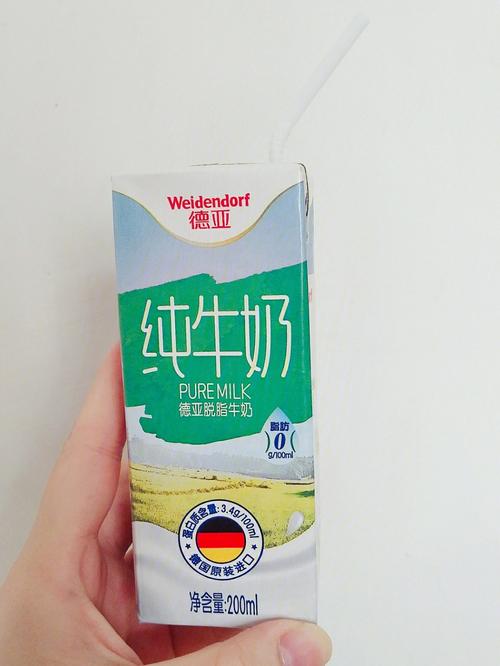 Weidendorf
德亚
纯牛奶
PURE MILK
德亚脱脂牛奶
脂肪
0
g/100ml
蛋白质含量: 3.4g/100ml
德国原装进口
净含量:200ml